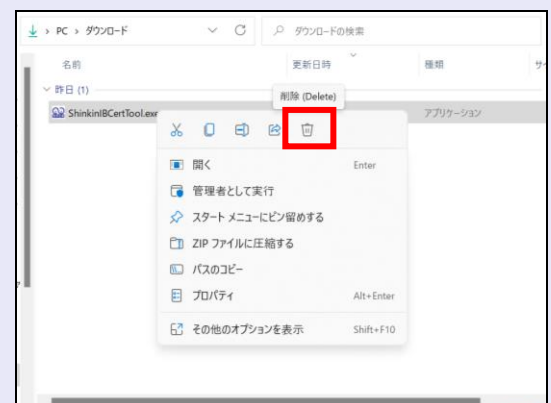 PC > ダウンロード
ダウンロードの検索
名前 更新日時 種類
昨日 (1)
削除 (Delete)
ShinkinIBCertTool.exe アプリケーション
開く Enter
管理者として実行
スタート メニューにピン留めする
ZIP ファイルに圧縮する
パスのコピー
プロパティ Alt+Enter
その他のオプションを表示 Shift+F10